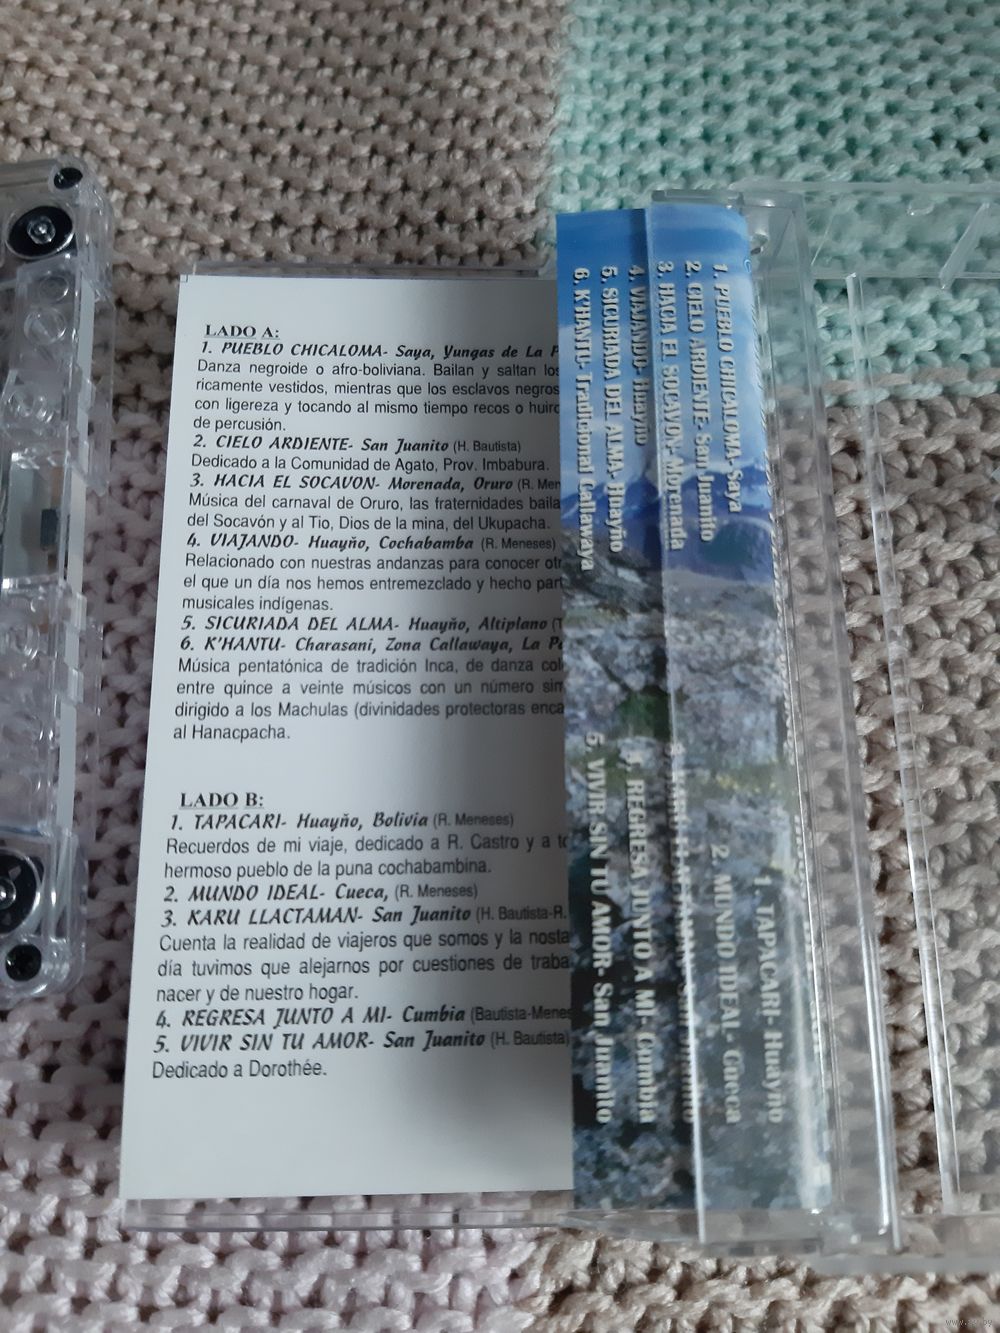 LADO A:
1. PUEBLO CHICALOMA- Saya, Yungas de La P
Danza negroide o afro-boliviana. Bailan y saltan los
ricamente vestidos, mientras que los esclavos negros
con ligereza y tocando al mismo tiempo recos o huiro
de percusión.
2. CIELO ARDIENTE- San Juanito (H. Bautista)
Dedicado a la Comunidad de Agato, Prov. Imbabura.
3. HACIA EL SOCAVON- Morenada, Oruro (R. Men
Música del carnaval de Oruro, las fraternidades baila
del Socavón y al Tio, Dios de la mina, del Ukupacha.
4. VIAJANDO- Huayño, Cochabamba (R. Meneses)
Relacionado con nuestras andanzas para conocer otr
el que un día nos hemos entremezclado y hecho part
musicales indígenas.
5. SICURIADA DEL ALMA- Huayño, Altiplano (T
6. K'HANTU- Charasani, Zona Callawaya, La P
Música pentatónica de tradición Inca, de danza col
entre quince a veinte músicos con un número sim
dirigido a los Machulas (divinidades protectoras enca
al Hanacpacha.
LADO B:
1. TAPACARI- Huayño, Bolivia (R. Meneses)
Recuerdos de mi viaje, dedicado a R. Castro y a to
hermoso pueblo de la puna cochabambina.
2. MUNDO IDEAL- Cueca, (R. Meneses)
3. KARU LLACTAMAN- San Juanito (H. Bautista-R.
Cuenta la realidad de viajeros que somos y la nosta
día tuvimos que alejarnos por cuestiones de traba
nacer y de nuestro hogar.
4. REGRESA JUNTO A MI- Cumbia (Bautista-Menes
5. VIVIR SIN TU AMOR- San Juanito (H. Bautista)
Dedicado a Dorothée.
1. PUEBLO CHICALOMA- Saya
2. CIELO ARDIENTE- San Juanito
3. HACIA EL SOCAVON- Morenada
4. VIAJANDO- Huayño
5. SICURIADA DEL ALMA- Huayño
6. K'HANTU- Tradicional Callawaya
1. TAPACARI- Huayño
2. MUNDO IDEAL- Cueca
4. REGRESA JUNTO A MI- Cumbia
5. VIVIR SIN TU AMOR- San Juanito